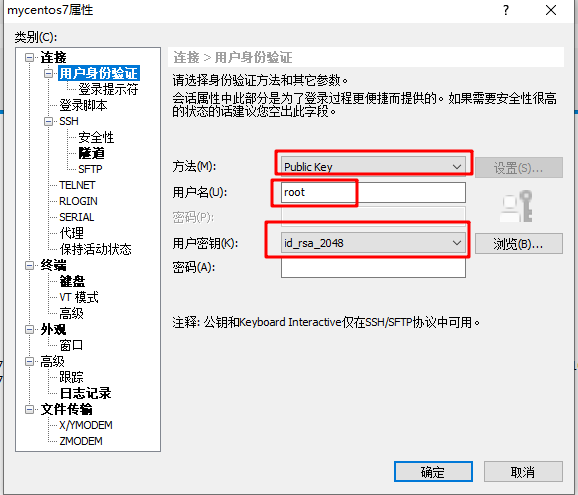 mycentos7属性
类别(C):
连接
用户身份验证
登录提示符
登录脚本
SSH
安全性
隧道
SFTP
TELNET
RLOGIN
SERIAL
代理
保持活动状态
终端
键盘
VT 模式
高级
外观
窗口
高级
跟踪
日志记录
文件传输
X/YMODEM
ZMODEM
连接 > 用户身份验证
请选择身份验证方法和其它参数。
会话属性中此部分是为了登录过程更便捷而提供的。如果需要安全性很高
的状态的话建议您空出此字段。
方法(M):
Public Key
设置(S)...
用户名(U):
root
密码(P):
用户密钥(K):
id_rsa_2048
浏览(B)...
密码(A):
注释: 公钥和Keyboard Interactive仅在SSH/SFTP协议中可用。
确定
取消